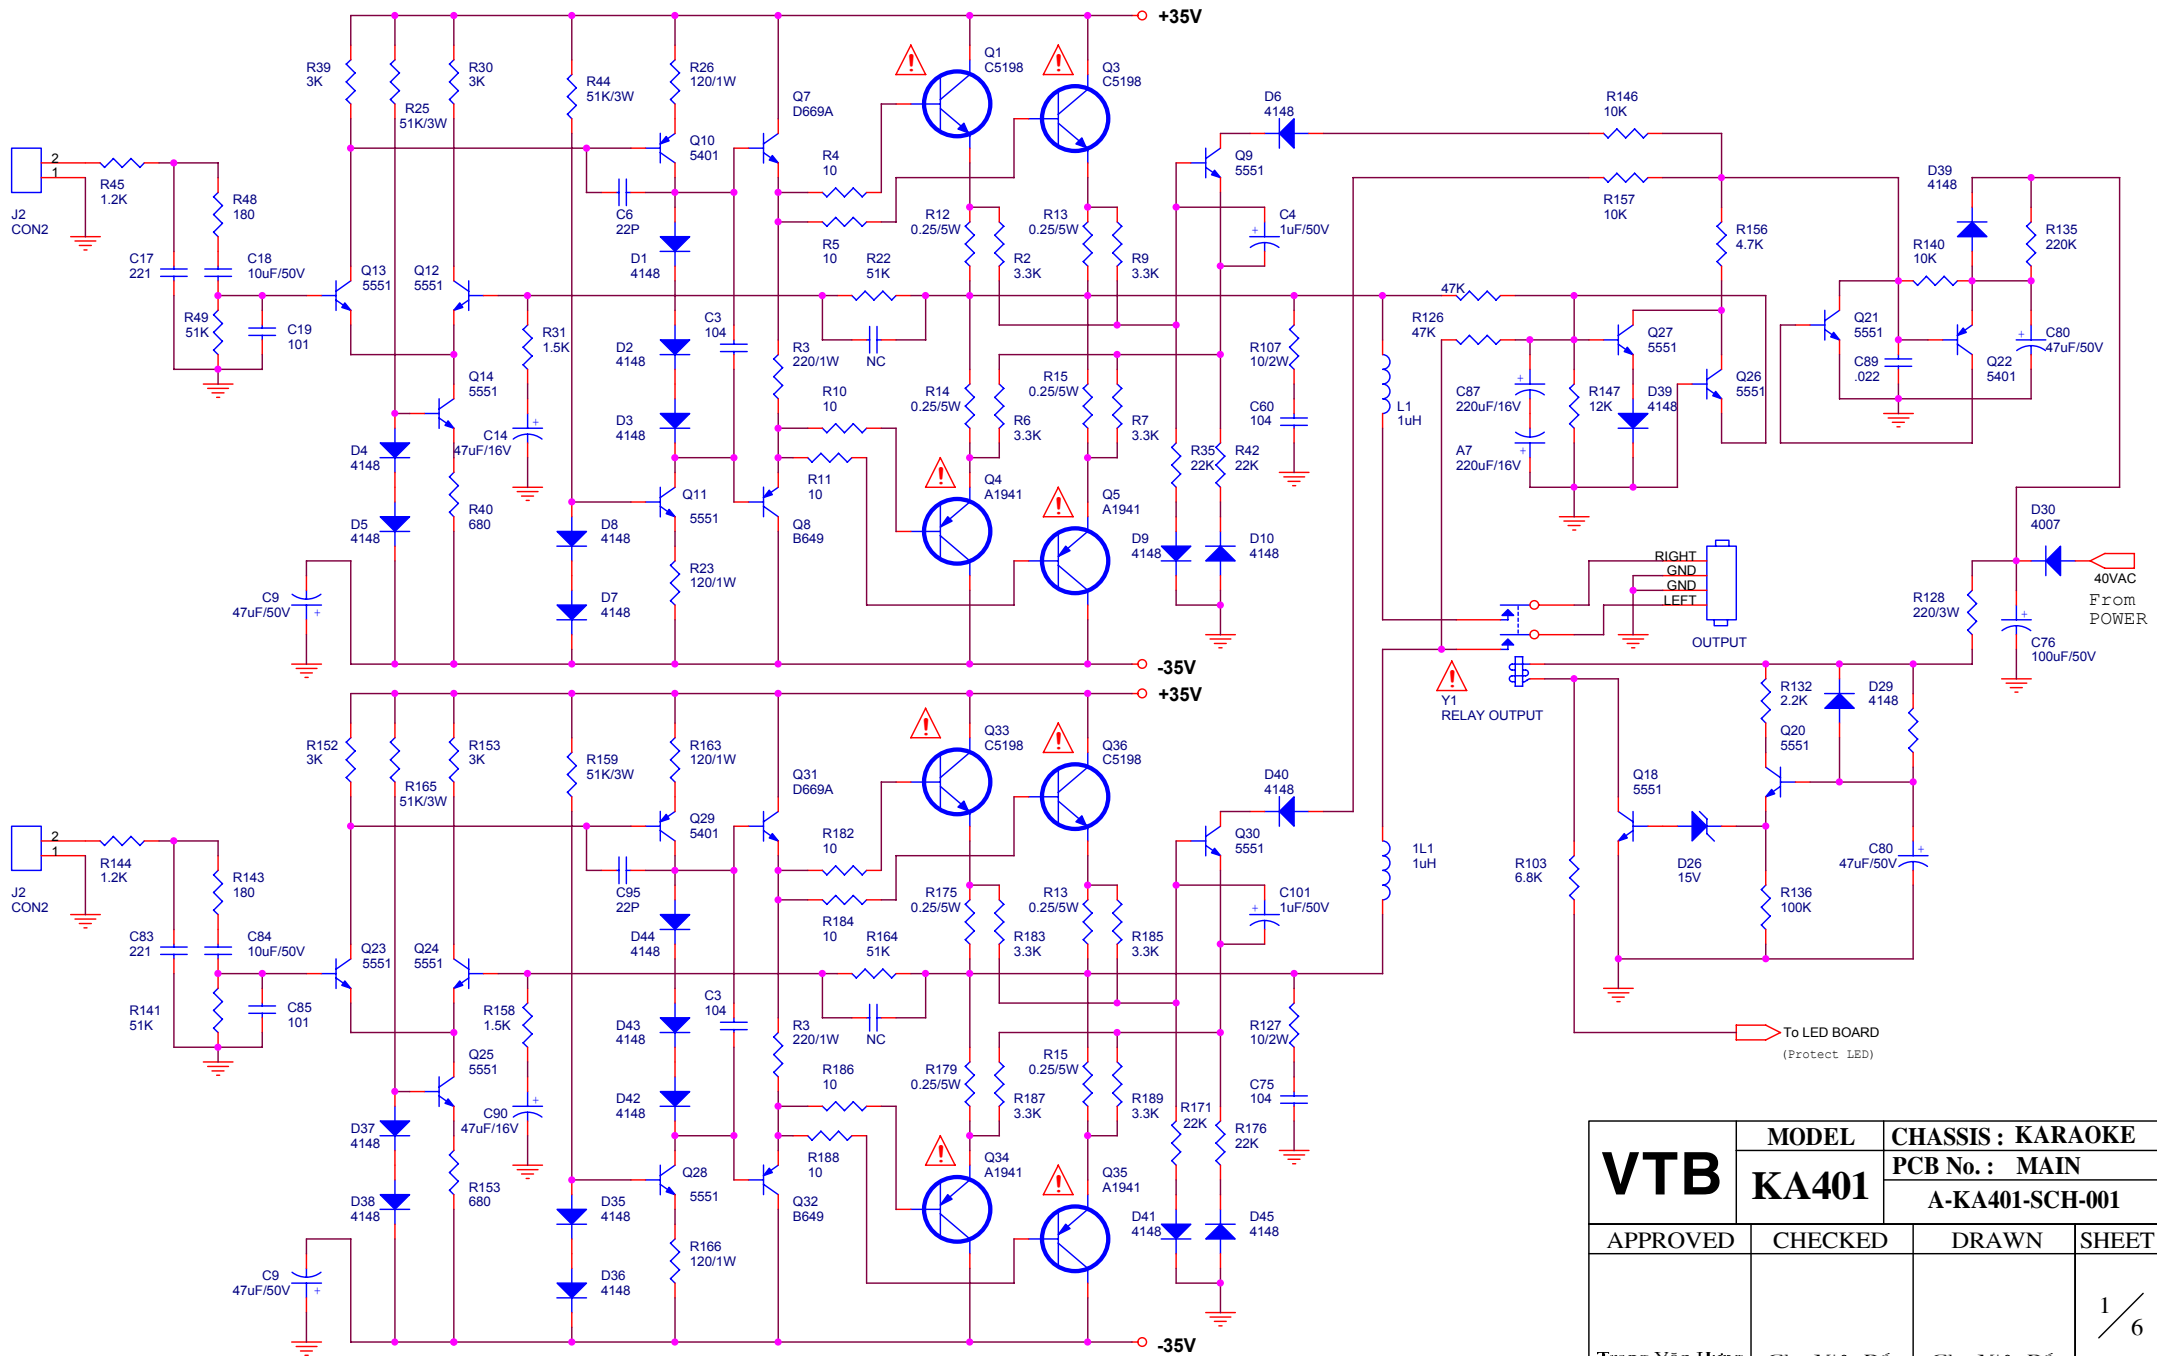 +35V
R39
3K
R25
51K/3W
R30
3K
R44
51K/3W
R26
120/1W
Q7
D669A
Q1
C5198
Q3
C5198
D6
4148
R146
10K
J2
CON2
2
1
R45
1.2K
R48
180
C17
221
C18
10uF/50V
R49
51K
C19
101
Q13
5551
Q12
5551
Q10
5401
C6
22P
D1
4148
R4
10
R5
10
R22
51K
R12
0.25/5W
R2
3.3K
R13
0.25/5W
R9
3.3K
Q9
5551
C4
1uF/50V
R157
10K
R156
4.7K
D39
4148
R135
220K
R140
10K
R31
1.5K
D2
4148
C3
104
R3
220/1W
NC
R107
10/2W
47K
R126
47K
Q27
5551
Q21
5551
C89
.022
Q22
5401
C80
47uF/50V
Q14
5551
C14
47uF/16V
D3
4148
R10
10
R14
0.25/5W
R6
3.3K
R15
0.25/5W
R7
3.3K
C60
104
L1
1uH
C87
220uF/16V
R147
12K
D39
4148
Q26
5551
A7
220uF/16V
D4
4148
D5
4148
R40
680
Q11
5551
R11
10
Q8
B649
Q4
A1941
Q5
A1941
R35
22K
R42
22K
D8
4148
D7
4148
R23
120/1W
D9
4148
D10
4148
C9
47uF/50V
-35V
RIGHT
GND
GND
LEFT
OUTPUT
D30
4007
40VAC
From
POWER
R128
220/3W
C76
100uF/50V
Y1
RELAY OUTPUT
+35V
R152
3K
R165
51K/3W
R153
3K
R159
51K/3W
R163
120/1W
Q31
D669A
Q33
C5198
Q36
C5198
D40
4148
R132
2.2K
D29
4148
Q20
5551
Q18
5551
D26
15V
R136
100K
C80
47uF/50V
R103
6.8K
J2
CON2
2
1
R144
1.2K
R143
180
C83
221
C84
10uF/50V
R141
51K
C85
101
Q23
5551
Q24
5551
Q29
5401
C95
22P
D44
4148
R182
10
R184
10
R164
51K
R175
0.25/5W
R183
3.3K
R13
0.25/5W
R185
3.3K
Q30
5551
C101
1uF/50V
1L1
1uH
R158
1.5K
D43
4148
C3
104
R3
220/1W
NC
R127
10/2W
To LED BOARD
(Protect LED)
Q25
5551
C90
47uF/16V
D42
4148
R186
10
R179
0.25/5W
R187
3.3K
R15
0.25/5W
R189
3.3K
C75
104
R171
22K
R176
22K
D37
4148
D38
4148
R153
680
Q28
5551
R188
10
Q32
B649
Q34
A1941
Q35
A1941
D35
4148
D36
4148
R166
120/1W
D41
4148
D45
4148
C9
47uF/50V
-35V
VTB
MODEL
KA401
CHASSIS : KARAOKE
PCB No. : MAIN
A-KA401-SCH-001
APPROVED
CHECKED
DRAWN
SHEET
1/6